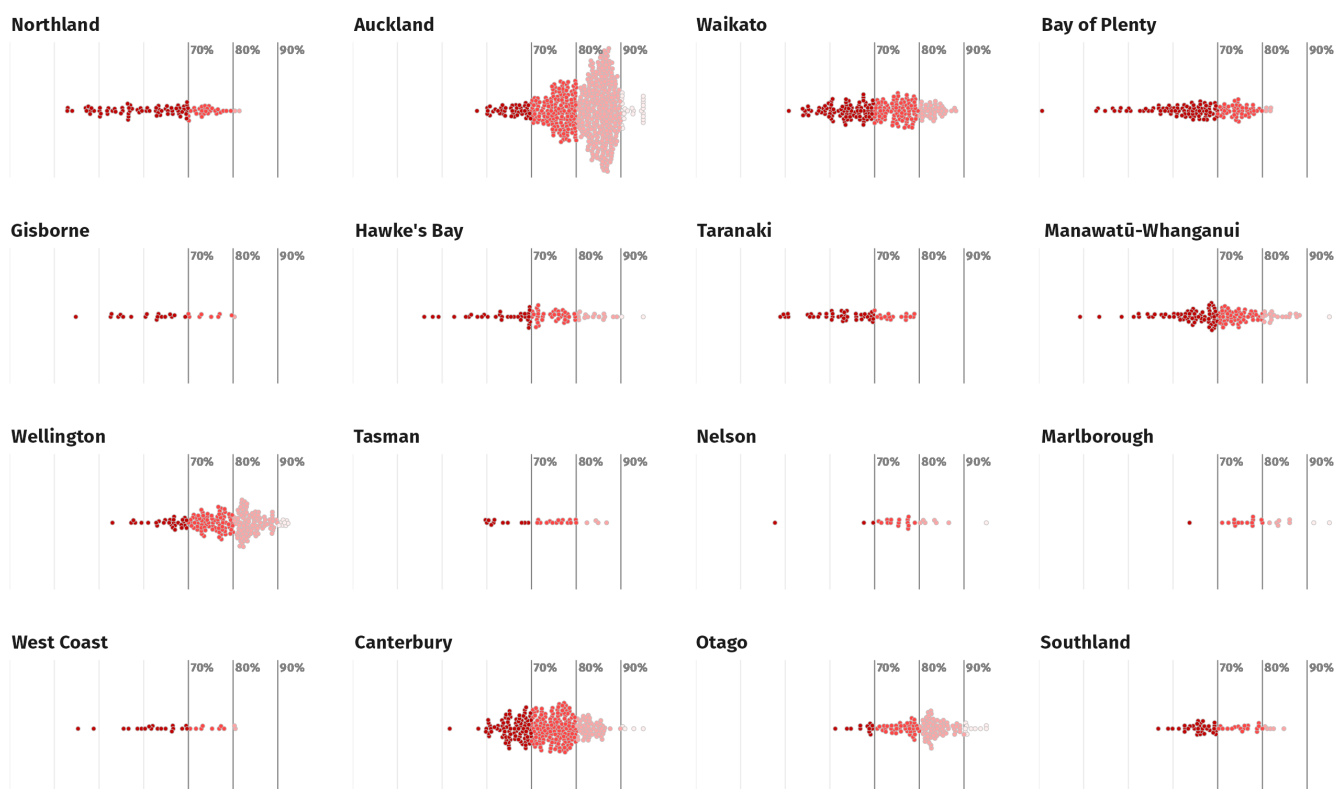 Northland Auckland Waikato Bay of Plenty
70% 80% 90% 70% 80% 90% 70% 80% 90% 70% 80% 90%
Gisborne Hawke's Bay Taranaki Manawatū-Whanganui
70% 80% 90% 70% 80% 90% 70% 80% 90% 70% 80% 90%
Wellington Tasman Nelson Marlborough
70% 80% 90% 70% 80% 90% 70% 80% 90% 70% 80% 90%
West Coast Canterbury Otago Southland
70% 80% 90% 70% 80% 90% 70% 80% 90% 70% 80% 90%